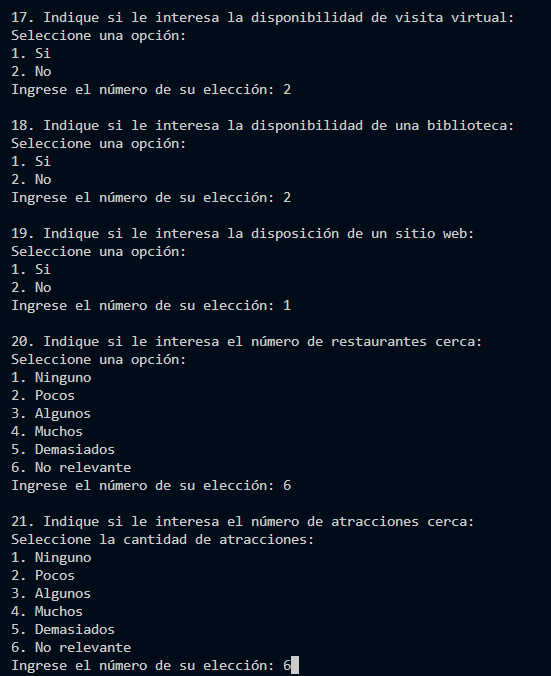 17. Indique si le interesa la disponibilidad de visita virtual:
Seleccione una opción:
1. Si
2. No
Ingrese el número de su elección: 2
18. Indique si le interesa la disponibilidad de una biblioteca:
Seleccione una opción:
1. Si
2. No
Ingrese el número de su elección: 2
19. Indique si le interesa la disposición de un sitio web:
Seleccione una opción:
1. Si
2. No
Ingrese el número de su elección: 1
20. Indique si le interesa el número de restaurantes cerca:
Seleccione una opción:
1. Ninguno
2. Pocos
3. Algunos
4. Muchos
5. Demasiados
6. No relevante
Ingrese el número de su elección: 6
21. Indique si le interesa el número de atracciones cerca:
Seleccione la cantidad de atracciones:
1. Ninguno
2. Pocos
3. Algunos
4. Muchos
5. Demasiados
6. No relevante
Ingrese el número de su elección: 6